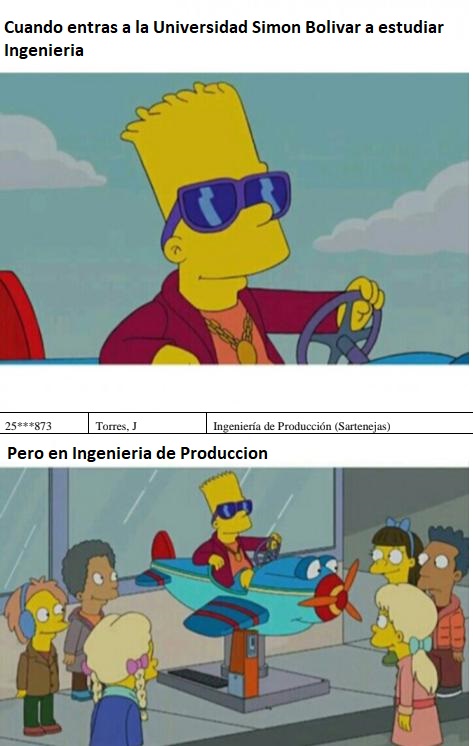 Cuando entras a la Universidad Simon Bolivar a estudiar
Ingenieria
25***873 Torres, J Ingeniería de Producción (Sartenejas)
Pero en Ingenieria de Produccion